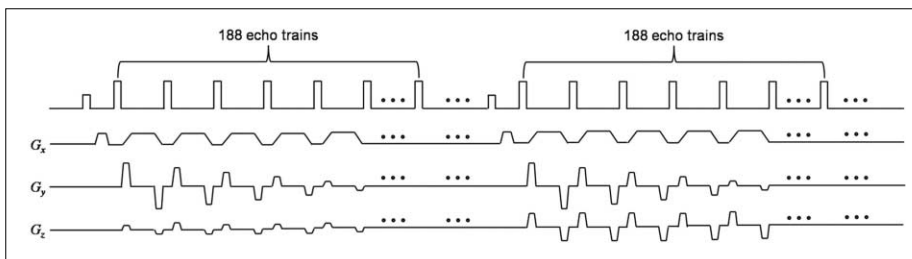 188 echo trains 188 echo trains
••• ••• ••• •••
Gx ••• ••• ••• •••
Gy ••• ••• ••• •••
Gz ••• ••• ••• •••